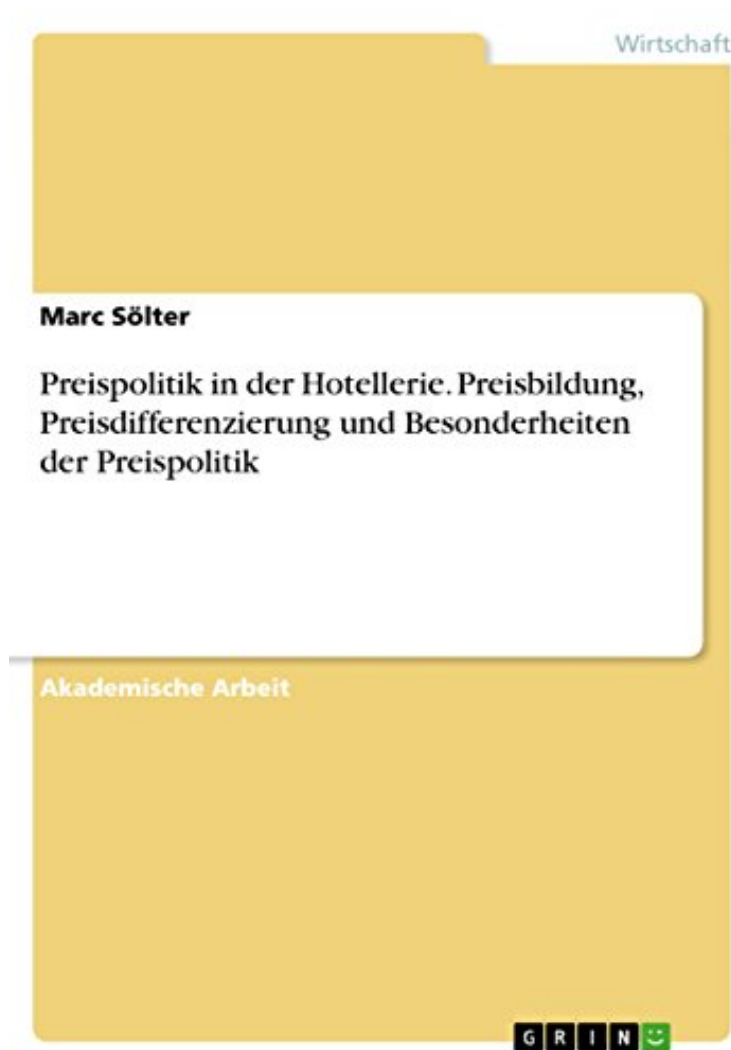 Wirtschaft
Marc Sölter
Preispolitik in der Hotellerie. Preisbildung,
Preisdifferenzierung und Besonderheiten
der Preispolitik
Akademische Arbeit
GRIN